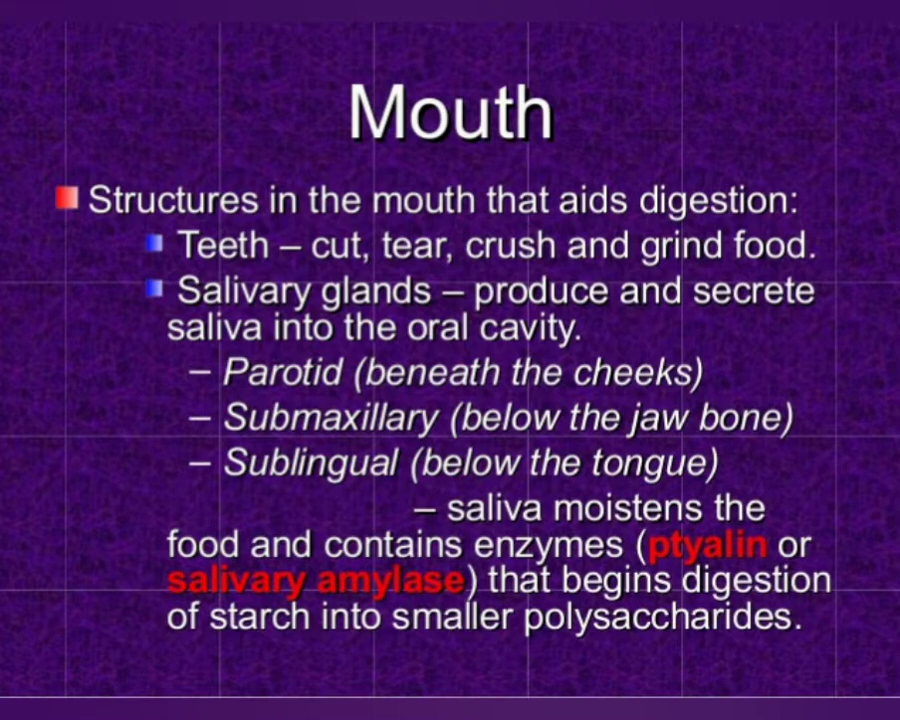 Mouth
Structures in the mouth that aids digestion:
Teeth – cut, tear, crush and grind food.
Salivary glands – produce and secrete
saliva into the oral cavity.
– Parotid (beneath the cheeks)
– Submaxillary (below the jaw bone)
– Sublingual (below the tongue)
– saliva moistens the
food and contains enzymes (ptyalin or
salivary amylase) that begins digestion
of starch into smaller polysaccharides.